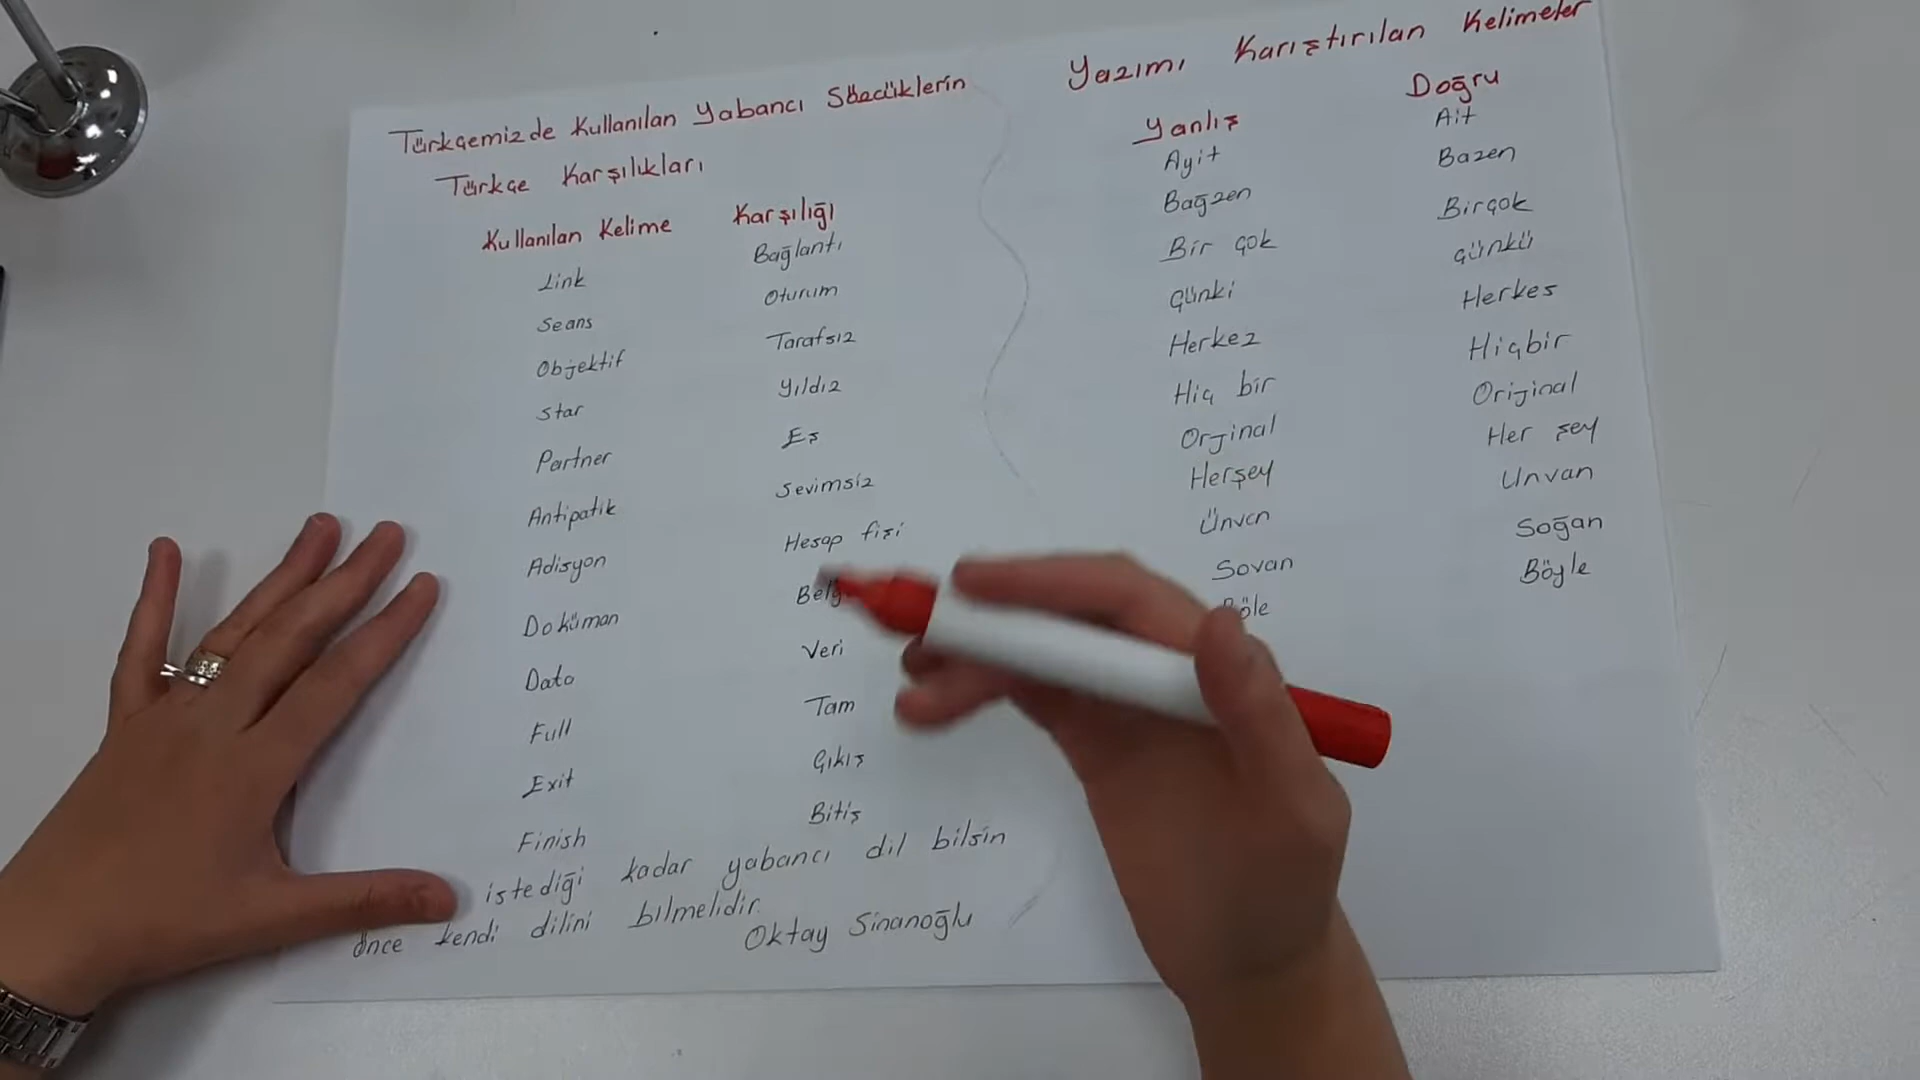 Türkçemizde Kullanılan Yabancı Sözcüklerin
Türkçe Karşılıkları
Kullanılan Kelime Karşılığı
Link Bağlantı
Seans Oturum
Objektif Tarafsız
Star Yıldız
Partner Eş
Antipatik Sevimsiz
Adisyon Hesap fişi
Doküman
Data Veri
Full Tam
Exit Çıkış
Finish Bitiş
istediği kadar yabancı dil bilsin
önce kendi dilini bilmelidir.
Oktay Sinanoğlu
Yazımı Karıştırılan Kelimeler
Yanlış Doğru
Ayit Ait
Bağzen Bazen
Bir çok Birçok
Çünki Çünkü
Herkez Herkes
Hiç bir Hiçbir
Orjinal Orijinal
Herşey Her şey
Ünvan Unvan
Sovan Soğan
Böyle